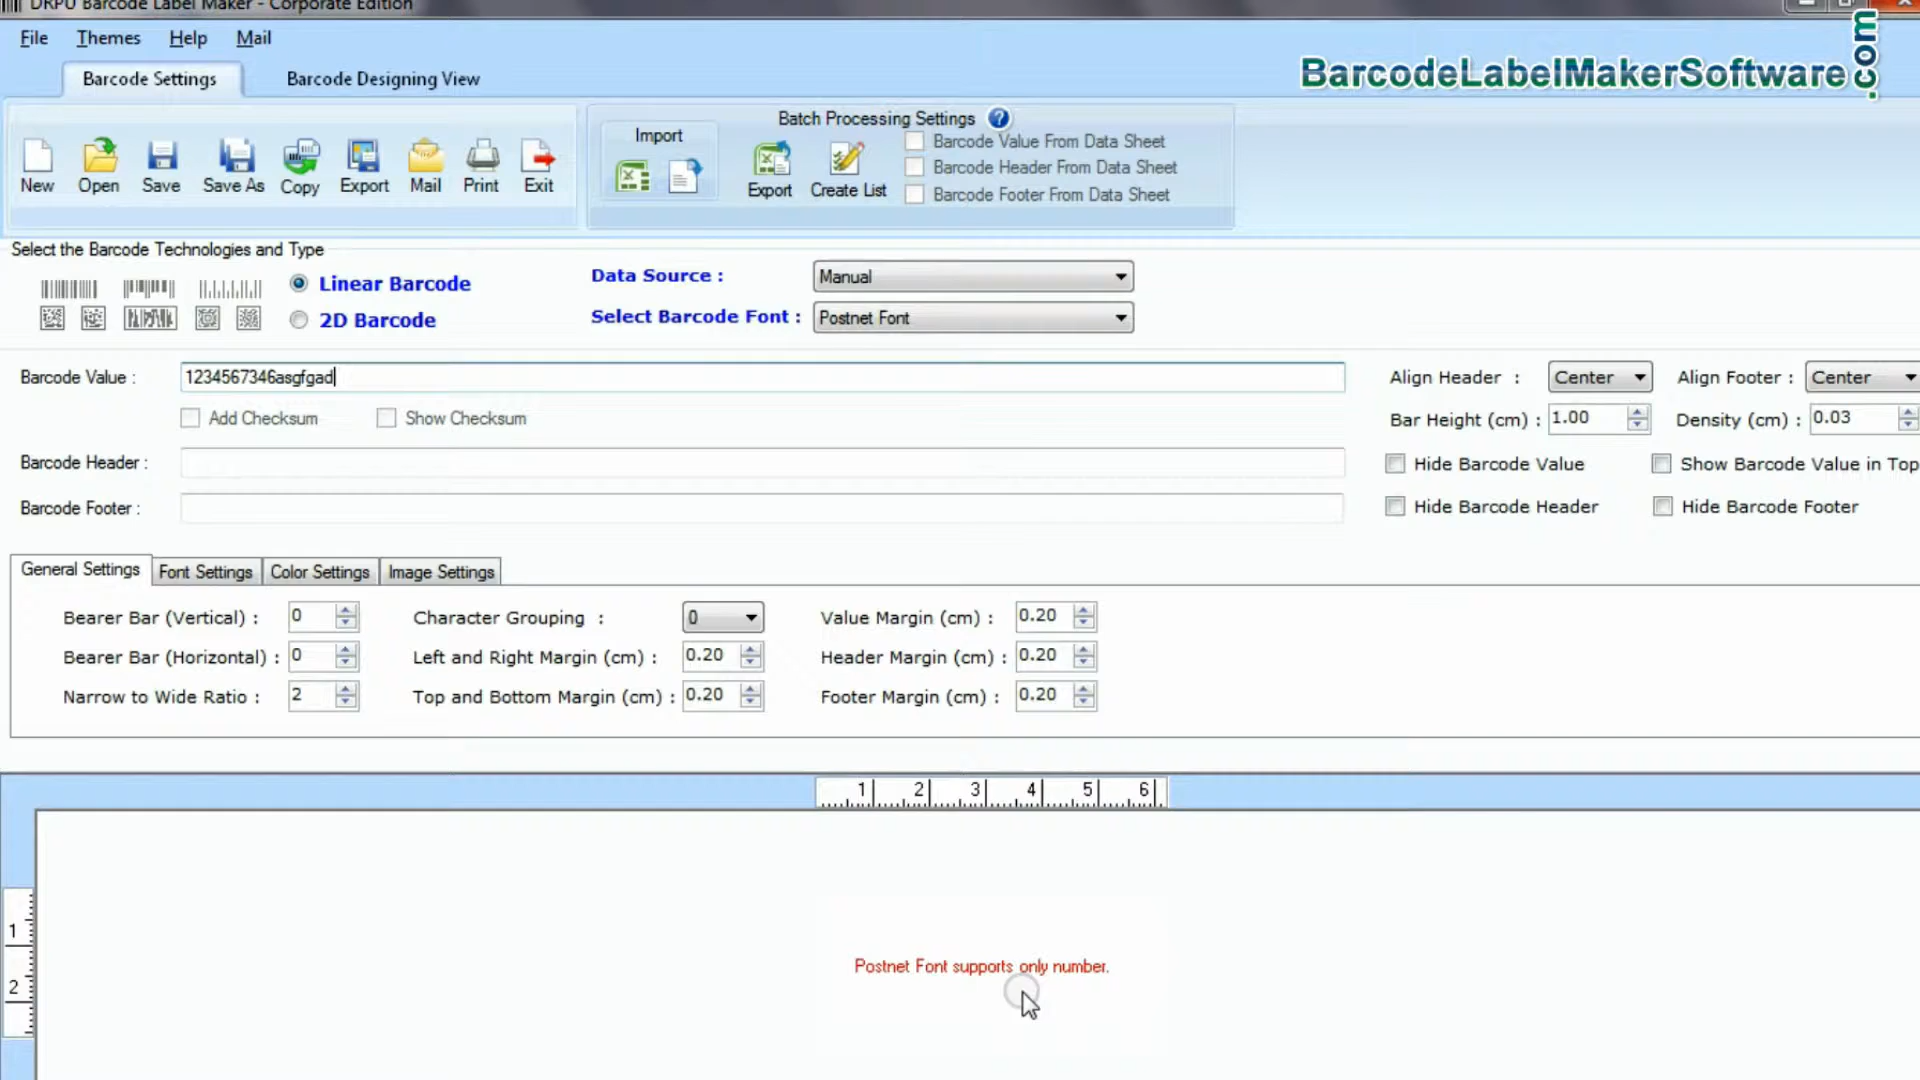 DRPU Barcode Label Maker - Corporate Edition
File Themes Help Mail
Barcode Settings Barcode Designing View
BarcodeLabelMakerSoftware.com
New Open Save Save As Copy Export Mail Print Exit
Import
Batch Processing Settings ?
Export Create List
Barcode Value From Data Sheet
Barcode Header From Data Sheet
Barcode Footer From Data Sheet
Select the Barcode Technologies and Type
Linear Barcode
2D Barcode
Data Source : Manual
Select Barcode Font : Postnet Font
Barcode Value : 1234567346asgfgad
Add Checksum Show Checksum
Barcode Header :
Barcode Footer :
Align Header : Center Align Footer : Center
Bar Height (cm) : 1.00 Density (cm) : 0.03
Hide Barcode Value Show Barcode Value in Top
Hide Barcode Header Hide Barcode Footer
General Settings Font Settings Color Settings Image Settings
Bearer Bar (Vertical) : 0 Character Grouping : 0 Value Margin (cm) : 0.20
Bearer Bar (Horizontal) : 0 Left and Right Margin (cm) : 0.20 Header Margin (cm) : 0.20
Narrow to Wide Ratio : 2 Top and Bottom Margin (cm) : 0.20 Footer Margin (cm) : 0.20
1 2 3 4 5 6
1
2
Postnet Font supports only number.